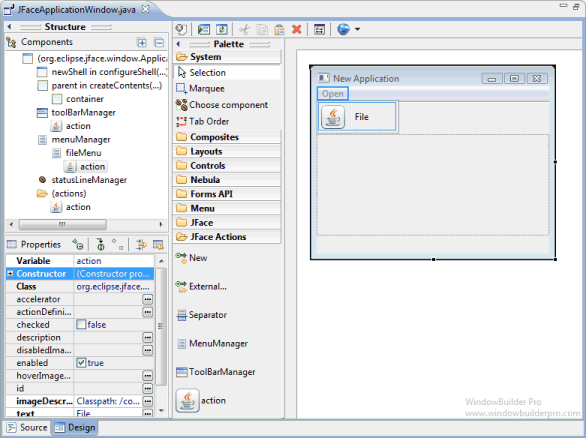 JFaceApplicationWindow.java
Structure
Components
(org.eclipse.jface.window.Applic
newShell in configureShell(...)
parent in createContents(...)
container
toolBarManager
action
menuManager
fileMenu
action
statusLineManager
(actions)
action
Properties
Variable action
Constructor (Constructor pro...
Class org.eclipse.jface....
accelerator
actionDefini...
checked false
description
disabledIma...
enabled true
hoverImage...
id
imageDescr... Classpath: /co...
text File
Palette
System
Selection
Marquee
Choose component
Tab Order
Composites
Layouts
Controls
Nebula
Forms API
Menu
JFace
JFace Actions
New
External...
Separator
MenuManager
ToolBarManager
action
New Application
Open
File
WindowBuilder Pro
www.windowbuilderpro.com
Source
Design